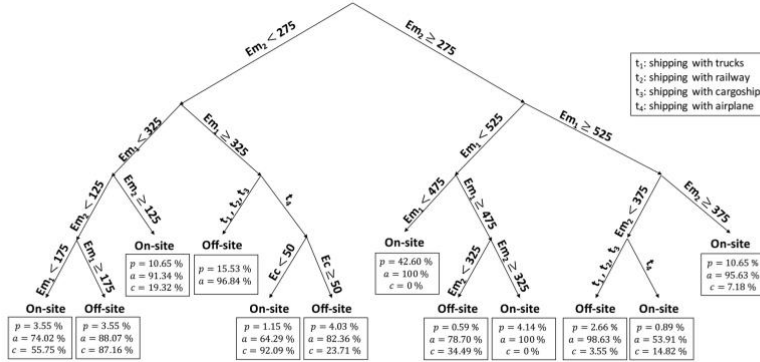 Em₂ < 275
Em₂ ≥ 275
t₁: shipping with trucks
t₂: shipping with railway
t₃: shipping with cargoship
t₄: shipping with airplane
Em₁ < 325
Em₁ ≥ 325
Em₁ < 525
Em₁ ≥ 525
Em₂ < 125
Em₂ ≥ 125
t₁, t₂, t₃
t₄
Em₁ < 475
Em₁ ≥ 475
Em₂ < 375
Em₂ ≥ 375
On-site
p = 10.65 %
a = 91.34 %
c = 19.32 %
Off-site
p = 15.53 %
a = 96.84 %
On-site
p = 42.60 %
a = 100 %
c = 0 %
On-site
p = 10.65 %
a = 95.63 %
c = 7.18 %
Em₁ < 175
Em₁ ≥ 175
Ec < 50
Ec ≥ 50
Em₂ < 325
Em₂ ≥ 325
t₁, t₂, t₃
t₄
On-site
p = 3.55 %
a = 74.02 %
c = 55.75 %
Off-site
p = 3.55 %
a = 88.07 %
c = 87.16 %
On-site
p = 1.15 %
a = 64.29 %
c = 92.09 %
Off-site
p = 4.03 %
a = 82.36 %
c = 23.71 %
Off-site
p = 0.59 %
a = 78.70 %
c = 34.49 %
On-site
p = 4.14 %
a = 100 %
c = 0 %
Off-site
p = 2.66 %
a = 98.63 %
c = 3.55 %
On-site
p = 0.89 %
a = 53.91 %
c = 14.82 %